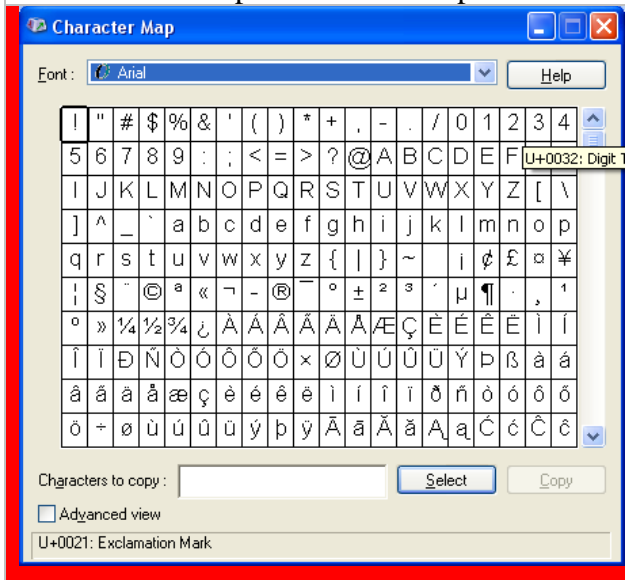 Character Map
Font : Arial Help
! " # $ % & ' ( ) * + , - . / 0 1 2 3 4
5 6 7 8 9 : ; < = > ? @ A B C D E F
U+0032: Digit T
I J K L M N O P Q R S T U V W X Y Z [ \
] ^ _ ` a b c d e f g h i j k l m n o p
q r s t u v w x y z { | } ~ ¡ ¢ £ ¤ ¥
¦ § ¨ © ª « ¬ - ® ¯ ° ± ² ³ ´ µ ¶ · ¸ ¹
º » ¼ ½ ¾ ¿ À Á Â Ã Ä Å Æ Ç È É Ê Ë Ì Í
Î Ï Ð Ñ Ò Ó Ô Õ Ö × Ø Ù Ú Û Ü Ý Þ ß à á
â ã ä å æ ç è é ê ë ì í î ï ð ñ ò ó ô õ
ö ÷ ø ù ú û ü ý þ ÿ Ā ā Ă ă Ą ą Ć ć Ĉ ĉ
Characters to copy : Select Copy
Advanced view
U+0021: Exclamation Mark